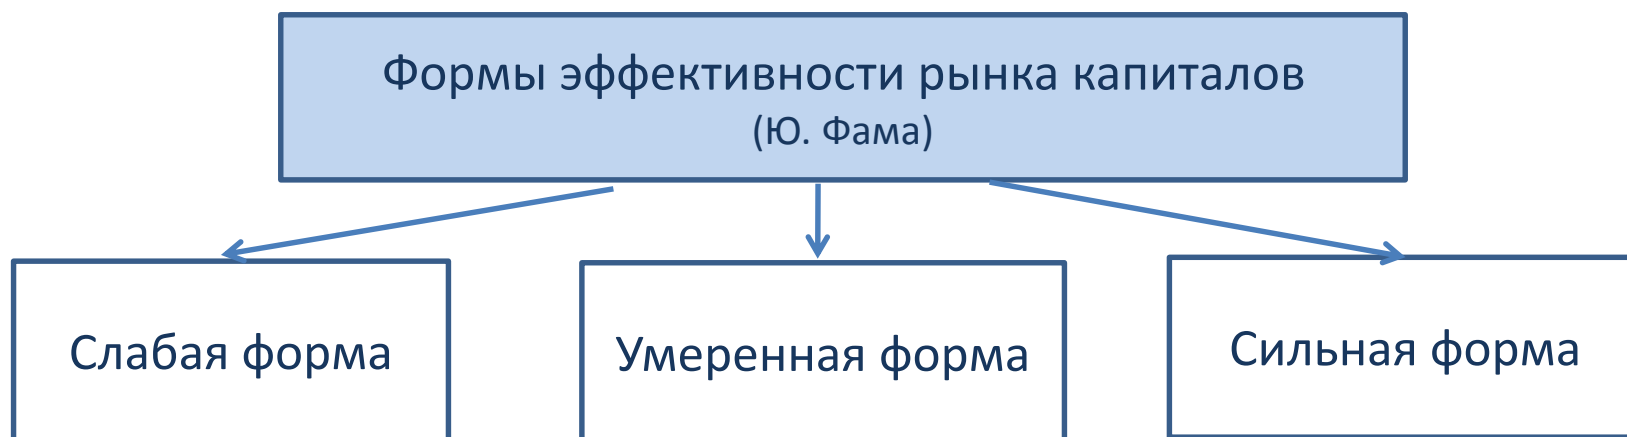 Формы эффективности рынка капиталов
(Ю. Фама)
Слабая форма
Умеренная форма
Сильная форма